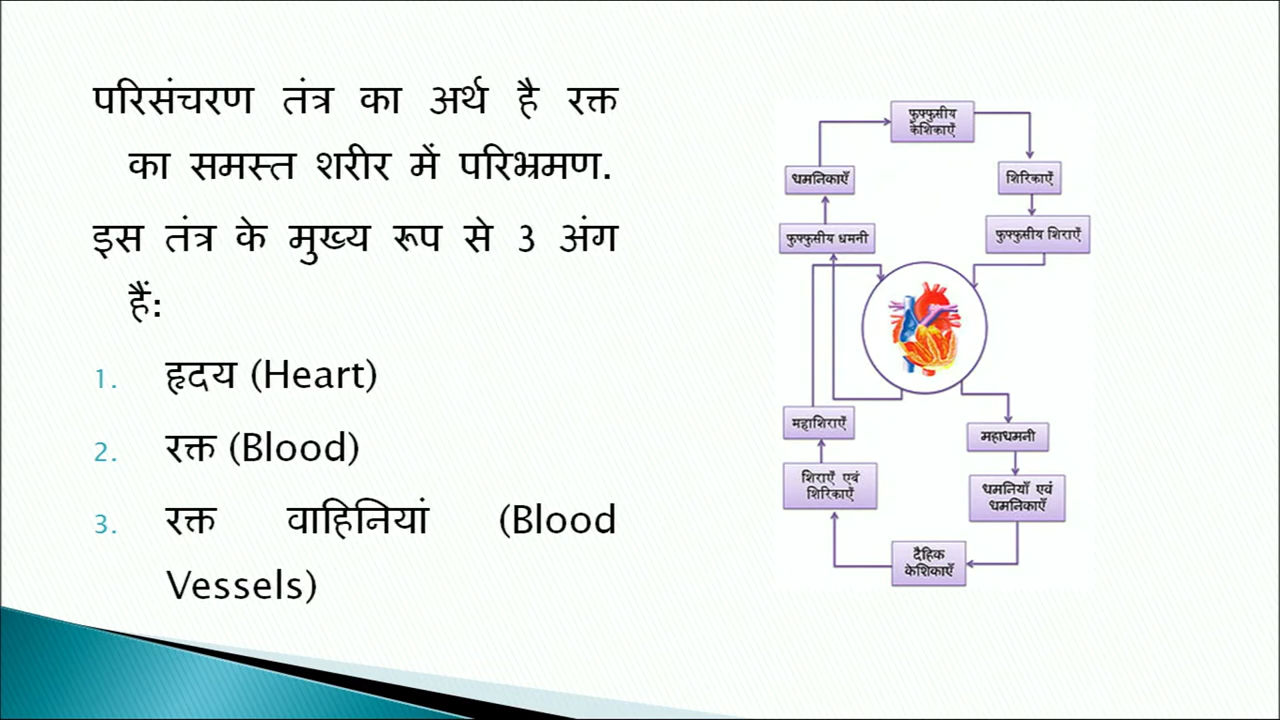 परिसंचरण तंत्र का अर्थ है रक्त
का समस्त शरीर में परिभ्रमण.
इस तंत्र के मुख्य रूप से 3 अंग
हैं:
1. हृदय (Heart)
2. रक्त (Blood)
3. रक्त वाहिनियां (Blood
Vessels)
फुफ्फुसीय
केशिकाएँ
धमनिकाएँ
शिरिकाएँ
फुफ्फुसीय धमनी
फुफ्फुसीय शिराएँ
महाशिराएँ
महाधमनी
शिराएँ एवं
शिरिकाएँ
धमनियाँ एवं
धमनिकाएँ
दैहिक
केशिकाएँ